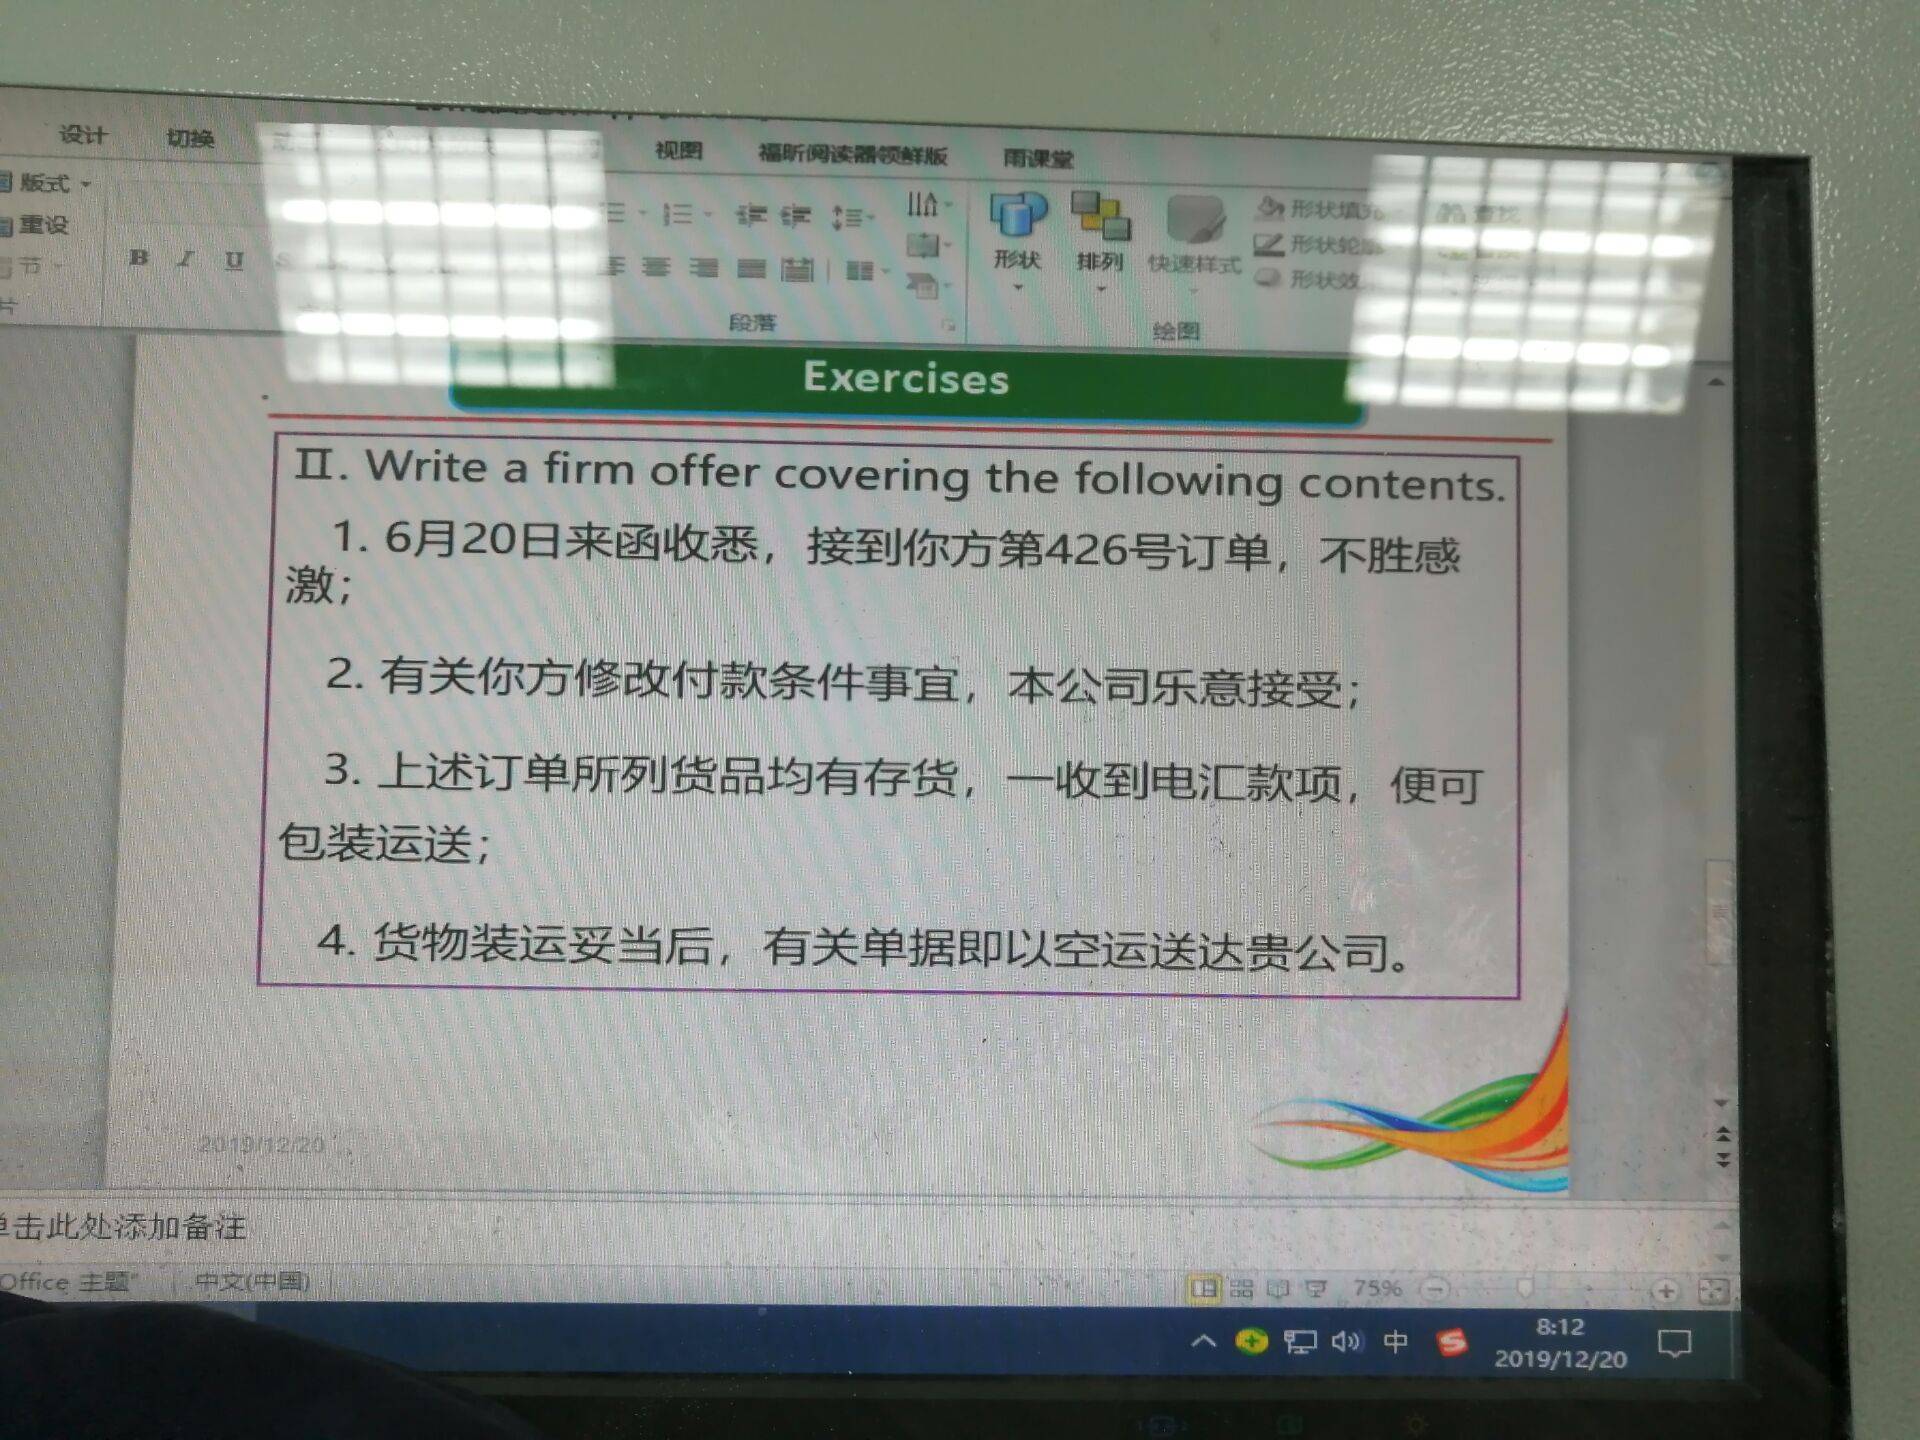 设计 切换 视图 福昕阅读器领鲜版 雨课堂
版式
重设
节
B I U
形状 排列 快速样式
形状填充
形状轮廓
形状效
段落 绘图
Exercises
Ⅱ. Write a firm offer covering the following contents.
1. 6月20日来函收悉，接到你方第426号订单，不胜感
激；
2. 有关你方修改付款条件事宜，本公司乐意接受；
3. 上述订单所列货品均有存货，一收到电汇款项，便可
包装运送；
4. 货物装运妥当后，有关单据即以空运送达贵公司。
2019/12/20
单击此处添加备注
Office 主题" 中文(中国) 75%
中 8:12
2019/12/20